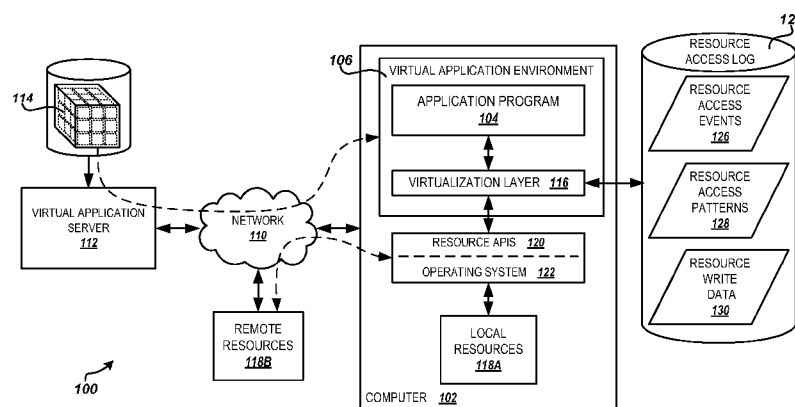 114
VIRTUAL APPLICATION
SERVER
112
NETWORK
110
REMOTE
RESOURCES
118B
100
106
VIRTUAL APPLICATION ENVIRONMENT
APPLICATION PROGRAM
104
VIRTUALIZATION LAYER 116
RESOURCE APIS 120
OPERATING SYSTEM 122
LOCAL
RESOURCES
118A
COMPUTER 102
12
RESOURCE
ACCESS LOG
RESOURCE
ACCESS
EVENTS
126
RESOURCE
ACCESS
PATTERNS
128
RESOURCE
WRITE
DATA
130